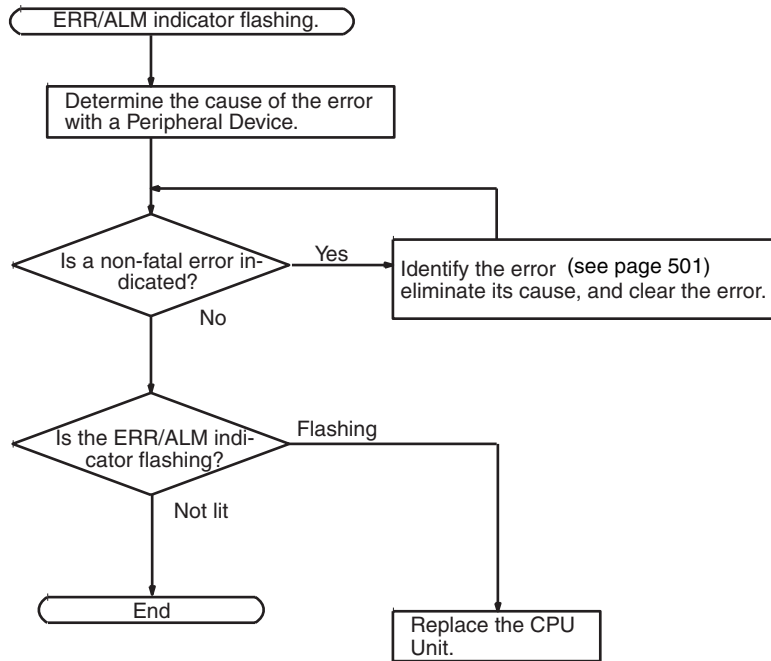 ERR/ALM indicator flashing.
Determine the cause of the error
with a Peripheral Device.
Is a non-fatal error in-
dicated?
Yes
Identify the error (see page 501)
eliminate its cause, and clear the error.
No
Is the ERR/ALM indi-
cator flashing?
Flashing
Not lit
End
Replace the CPU
Unit.